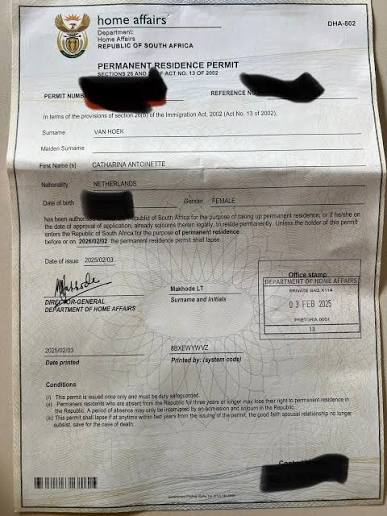 home affairs
DHA-802
Department:
Home Affairs
REPUBLIC OF SOUTH AFRICA
PERMANENT RESIDENCE PERMIT
SECTIONS 26 AND OF ACT NO. 13 OF 2002
PERMIT NUMB
REFERENCE NO
In terms of the provisions of section 26(b) of the Immigration Act, 2002 (Act No. 13 of 2002).
Surname VAN HOEK
Maiden Surname
First Name (s) CATHARINA ANTOINETTE
Nationality NETHERLANDS
Date of birth Gender FEMALE
has been authorised public of South Africa for the purpose of taking up permanent residence, or if he/she on
the date of approval of application, already sojourns therein legally, to reside permanently. Unless the holder of this permit
enters the Republic of South Africa for the purpose of permanent residence
before or on 2026/02/02 the permanent residence permit shall lapse.
Date of issue 2025/02/03
Makhode LT
Surname and initials
DIRECTOR-GENERAL
DEPARTMENT OF HOME AFFAIRS
Office stamp
DEPARTMENT OF HOME AFFAIRS
PRIVATE BAG X114
03 FEB 2025
PRETORIA 0001
13
2025/02/03
Date printed
8BXEWYWVZ
Printed by: (system code)
Conditions
(i) This permit is issued once only and must be duly safeguarded.
(ii) Permanent residents who are absent from the Republic for three years or longer may lose their right to permanent residence in
the Republic. A period of absence may only be interrupted by an admission and sojourn in the Republic.
(iii) This permit shall lapse if at anytime within two years from the issuing of the permit, the good faith spousal relationship no longer
subsist, save for the case of death.